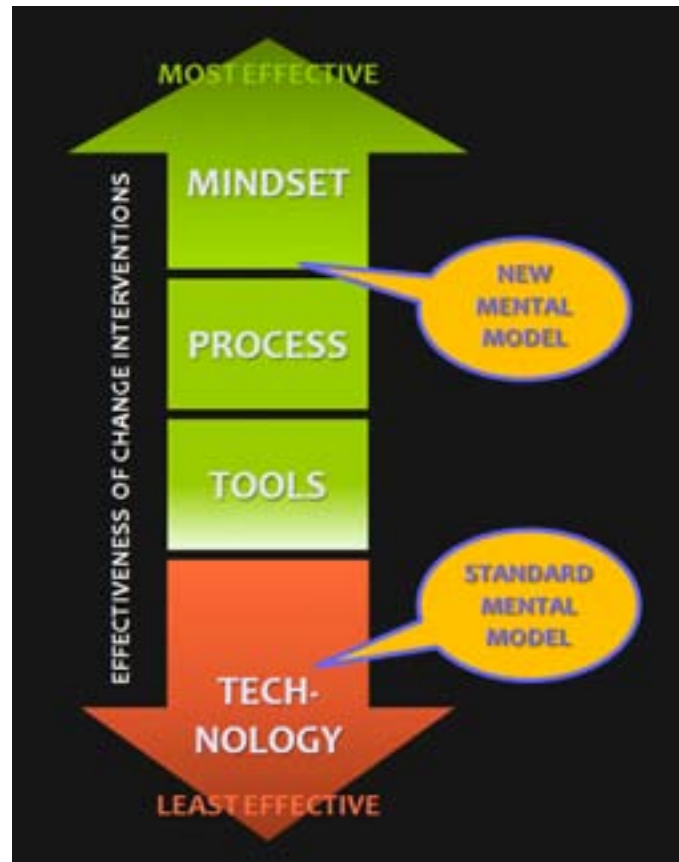 MOST EFFECTIVE
MINDSET
NEW
MENTAL
MODEL
PROCESS
TOOLS
STANDARD
MENTAL
MODEL
TECH-
NOLOGY
LEAST EFFECTIVE
EFFECTIVENESS OF CHANGE INTERVENTIONS